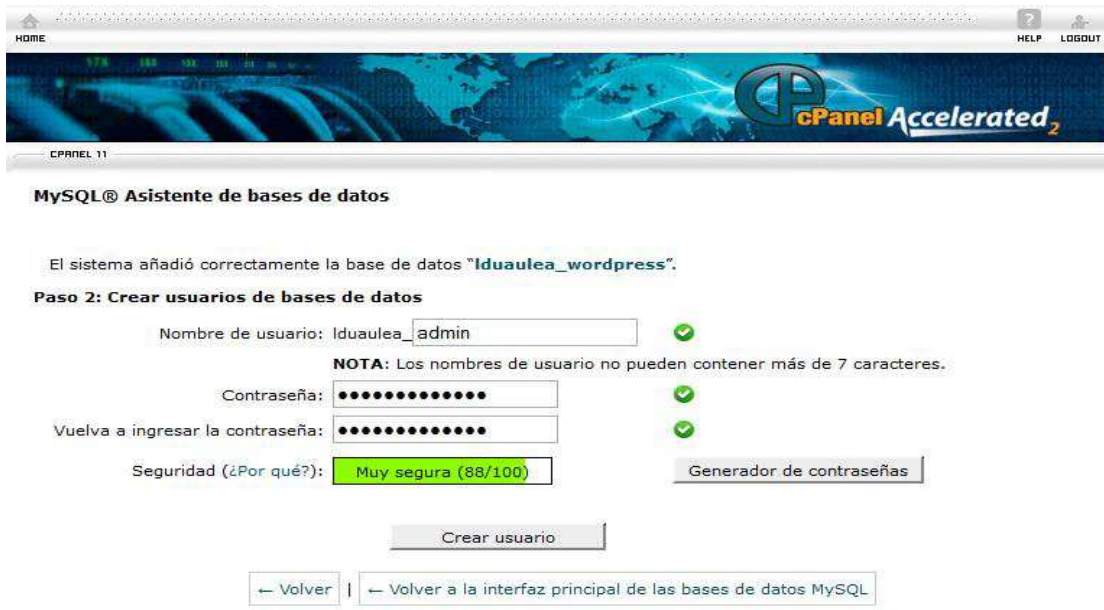 HOME
HELP LOGOUT
cPanel Accelerated2
CPANEL 11
MySQL® Asistente de bases de datos
El sistema añadió correctamente la base de datos "lduaulea_wordpress".
Paso 2: Crear usuarios de bases de datos
Nombre de usuario: lduaulea_ admin
NOTA: Los nombres de usuario no pueden contener más de 7 caracteres.
Contraseña: •••••••••••••
Vuelva a ingresar la contraseña: •••••••••••••
Seguridad (¿Por qué?): Muy segura (88/100) Generador de contraseñas
Crear usuario
← Volver | ← Volver a la interfaz principal de las bases de datos MySQL